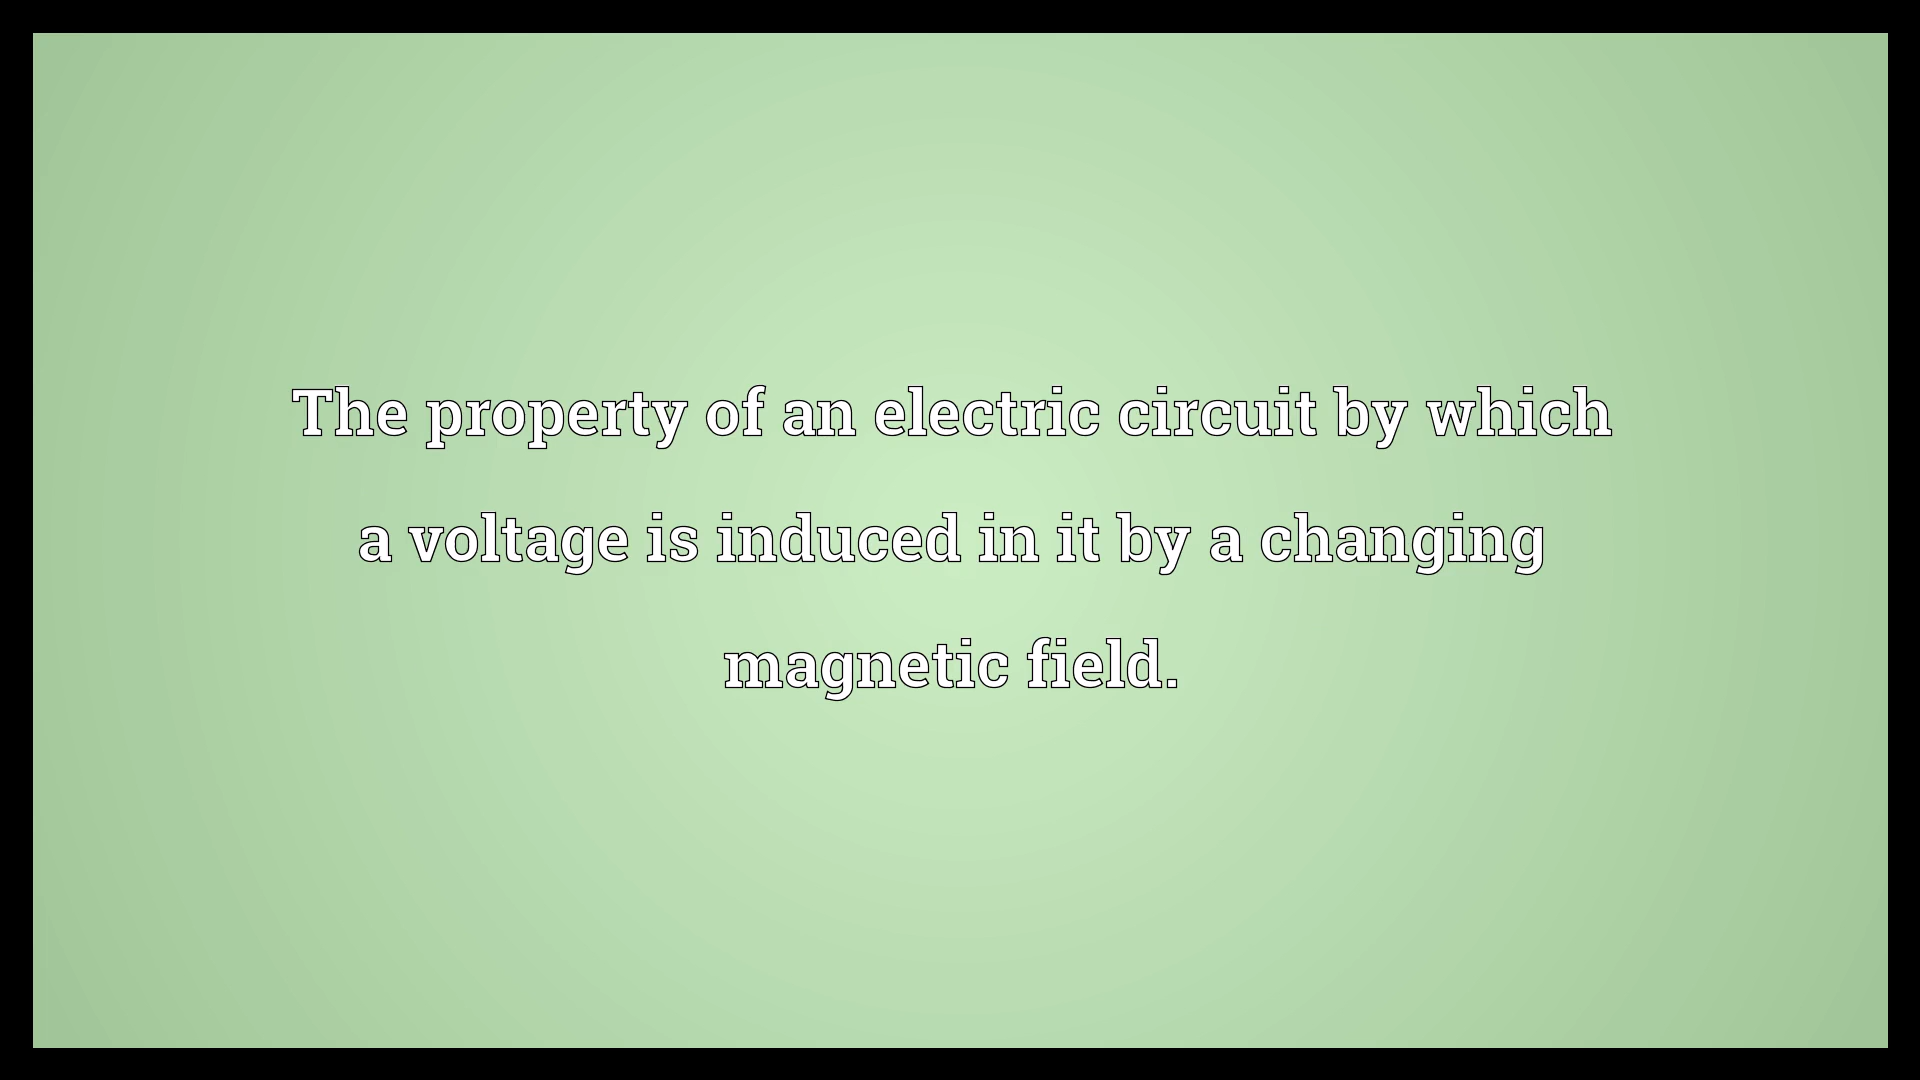 The property of an electric circuit by which
a voltage is induced in it by a changing
magnetic field.